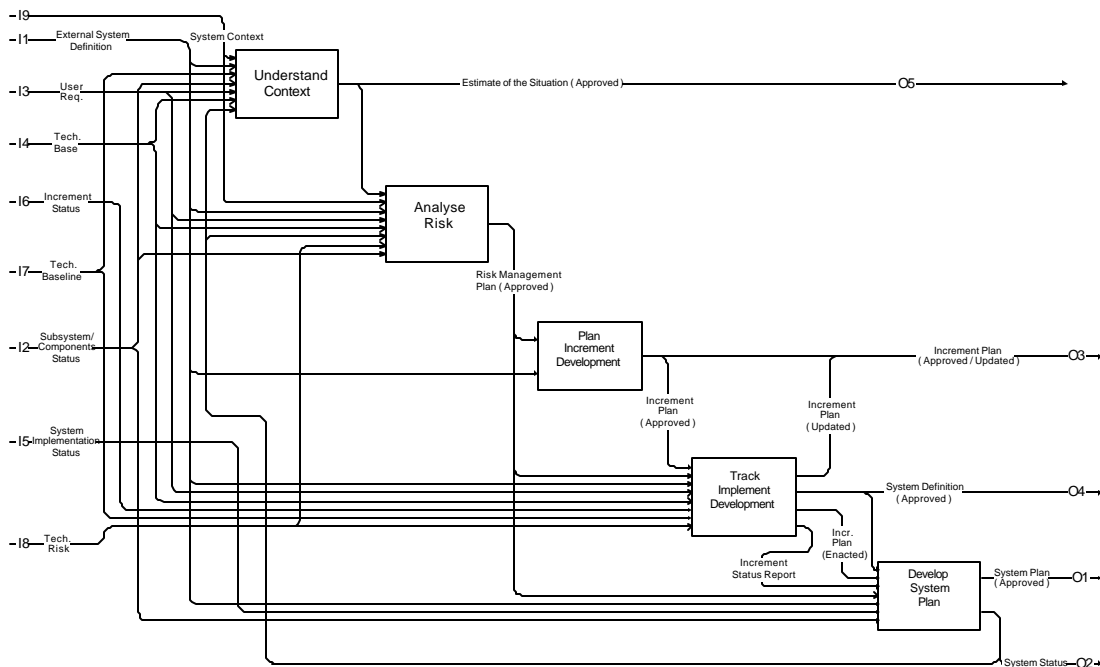 I9
I1
External System
Definition
System Context
Understand
Context
I3
User
Req.
Estimate of the Situation ( Approved )
O5
I4
Tech.
Base
I6
Increment
Status
Analyse
Risk
I7
Tech.
Baseline
Risk Management
Plan ( Approved )
I2
Subsystem/
Components
Status
Plan
Increment
Development
Increment Plan
( Approved / Updated )
O3
Increment
Plan
( Approved )
Increment
Plan
( Updated )
I5
System
Implementation
Status
Track
Implement
Development
System Definition
( Approved )
O4
I8
Tech.
Risk
Incr.
Plan
(Enacted)
Increment
Status Report
Develop
System
Plan
System Plan
( Approved )
O1
System Status
O2